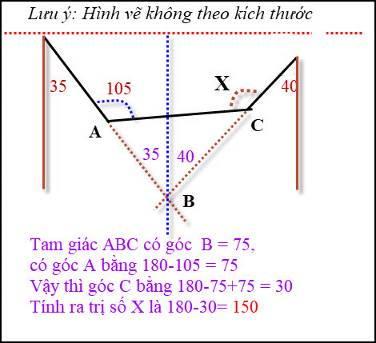 Lưu ý: Hình vẽ không theo kích thước
35
105
X
40
A
C
35
40
B
Tam giác ABC có góc B = 75,
có góc A bằng 180-105 = 75
Vậy thì góc C bằng 180-75+75 = 30
Tính ra trị số X là 180-30= 150